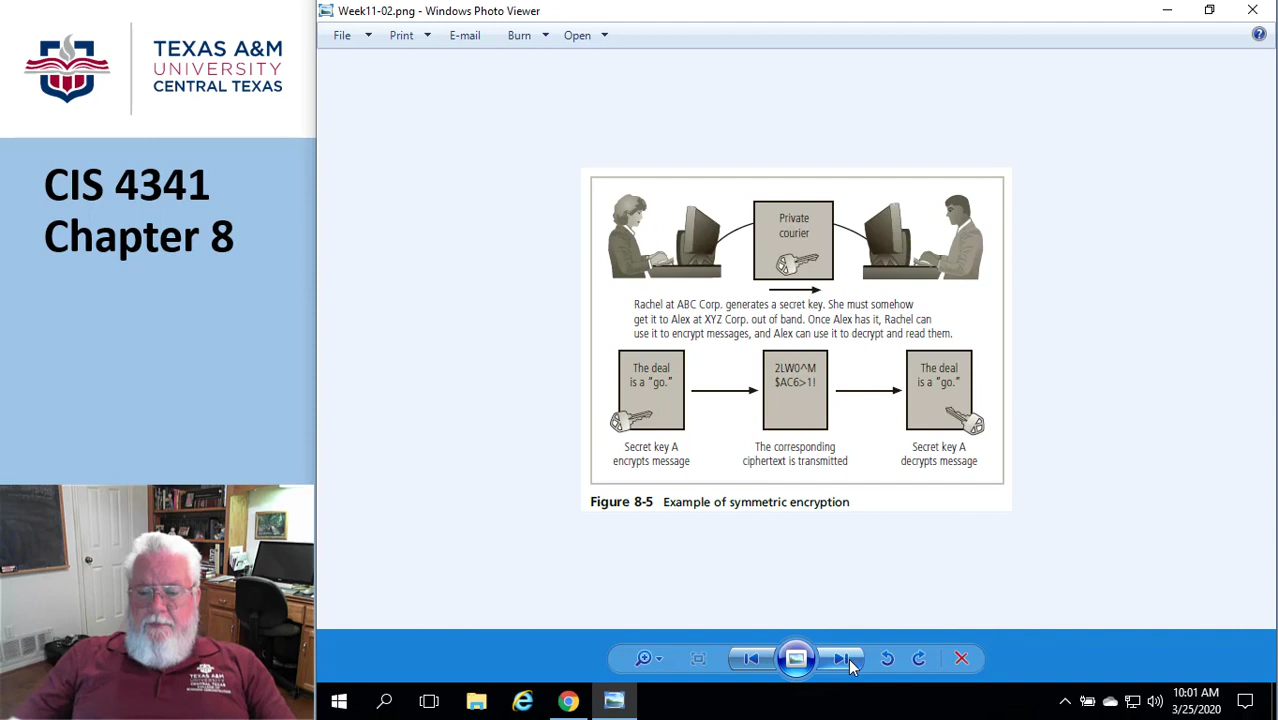 TEXAS A&M
UNIVERSITY
CENTRAL TEXAS
CIS 4341
Chapter 8
Week11-02.png - Windows Photo Viewer
File
Print
E-mail
Burn
Open
Private
courier
Rachel at ABC Corp. generates a secret key. She must somehow
get it to Alex at XYZ Corp. out of band. Once Alex has it, Rachel can
use it to encrypt messages, and Alex can use it to decrypt and read them.
The deal
is a "go."
2LW0^M
$AC6>1!
The deal
is a "go."
Secret key A
encrypts message
The corresponding
ciphertext is transmitted
Secret key A
decrypts message
Figure 8-5 Example of symmetric encryption
TEXAS A&M
UNIVERSITY
10:01 AM
3/25/2020